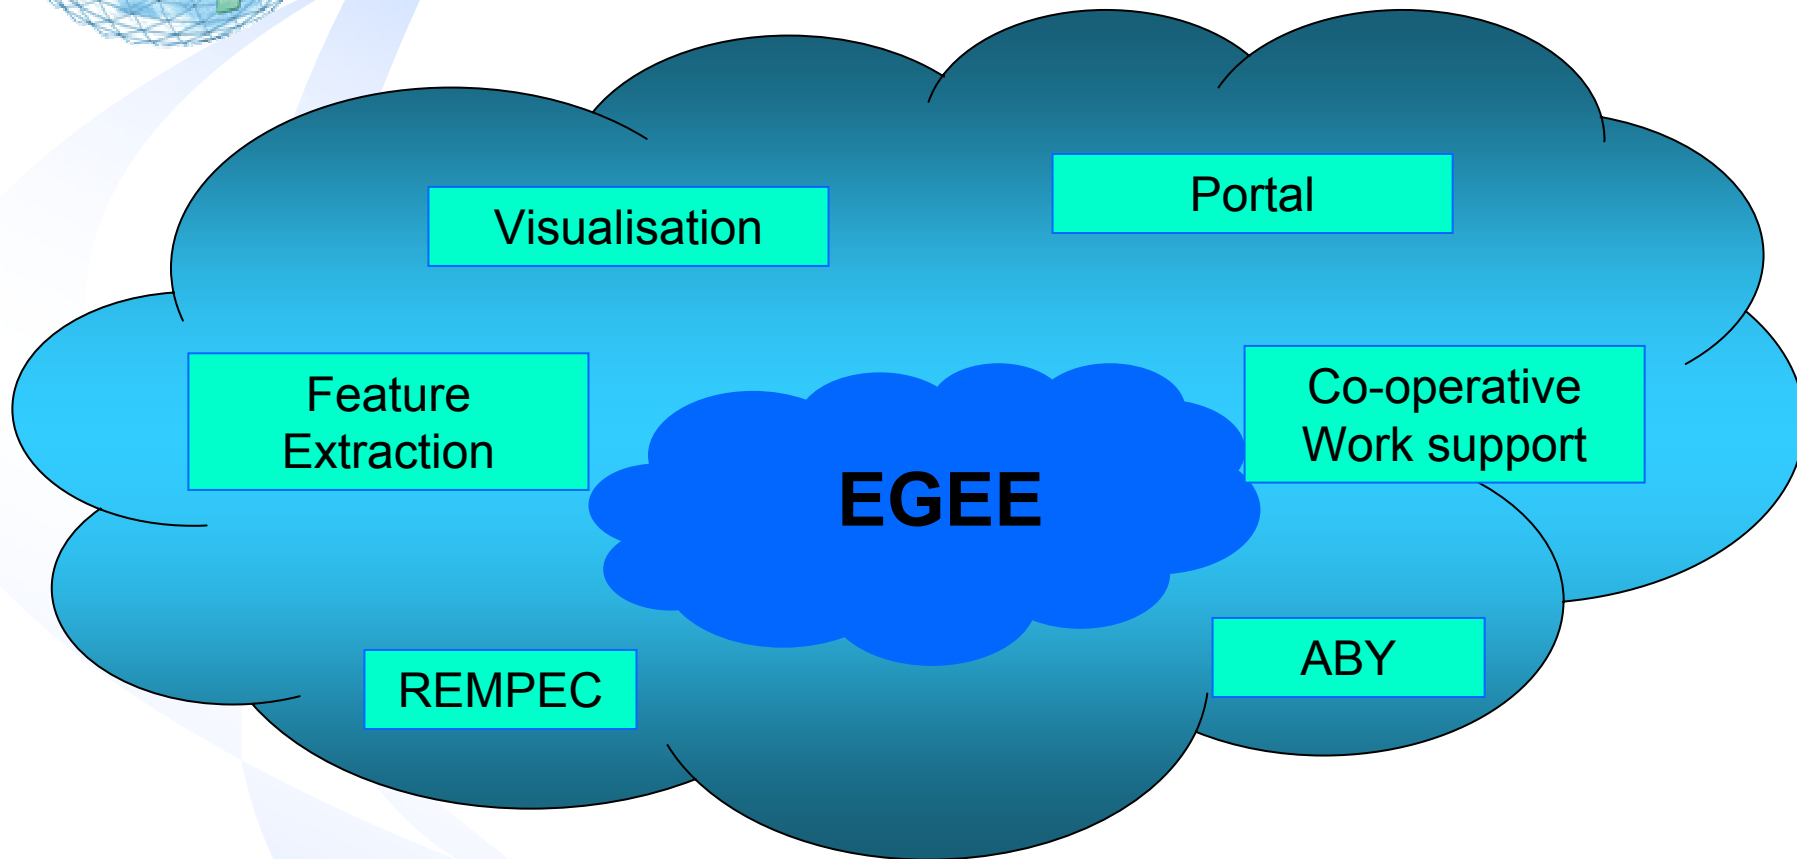 Portal
Visualisation
Feature
Extraction
Co-operative
Work support
EGEE
ABY
REMPEC